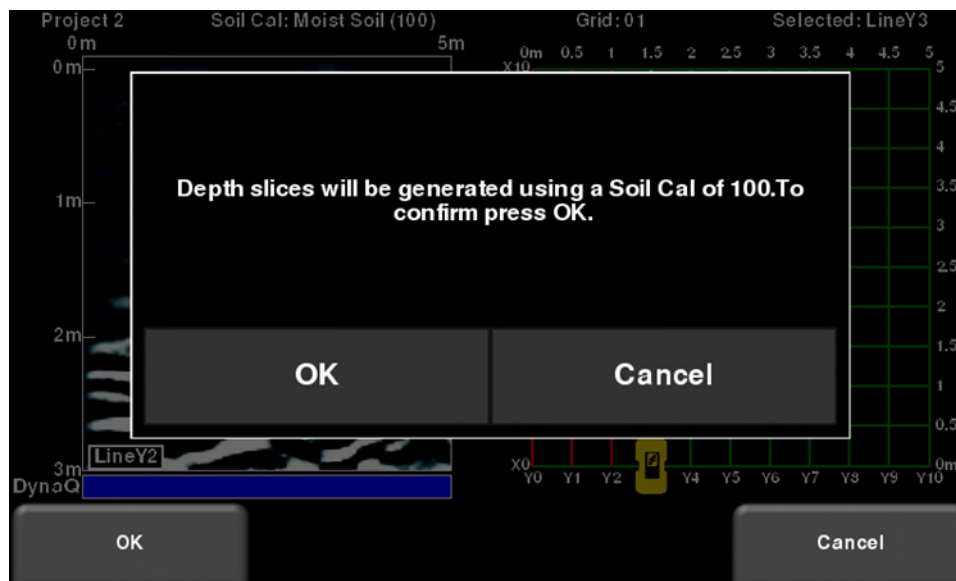 Project 2 Soil Cal: Moist Soil (100) Grid: 01 Selected: LineY3
0 m 5m
0m 0.5 1 1.5 2 2.5 3 3.5 4 4.5 5
0 m
X10
5
4.5
4
Depth slices will be generated using a Soil Cal of 100.To
confirm press OK.
1m
3.5
3
2.5
2
2m
1.5
OK Cancel
1
0.5
LineY2
3m
X0 0m
Y0 Y1 Y2 Y4 Y5 Y6 Y7 Y8 Y9 Y10
DynaQ
OK Cancel